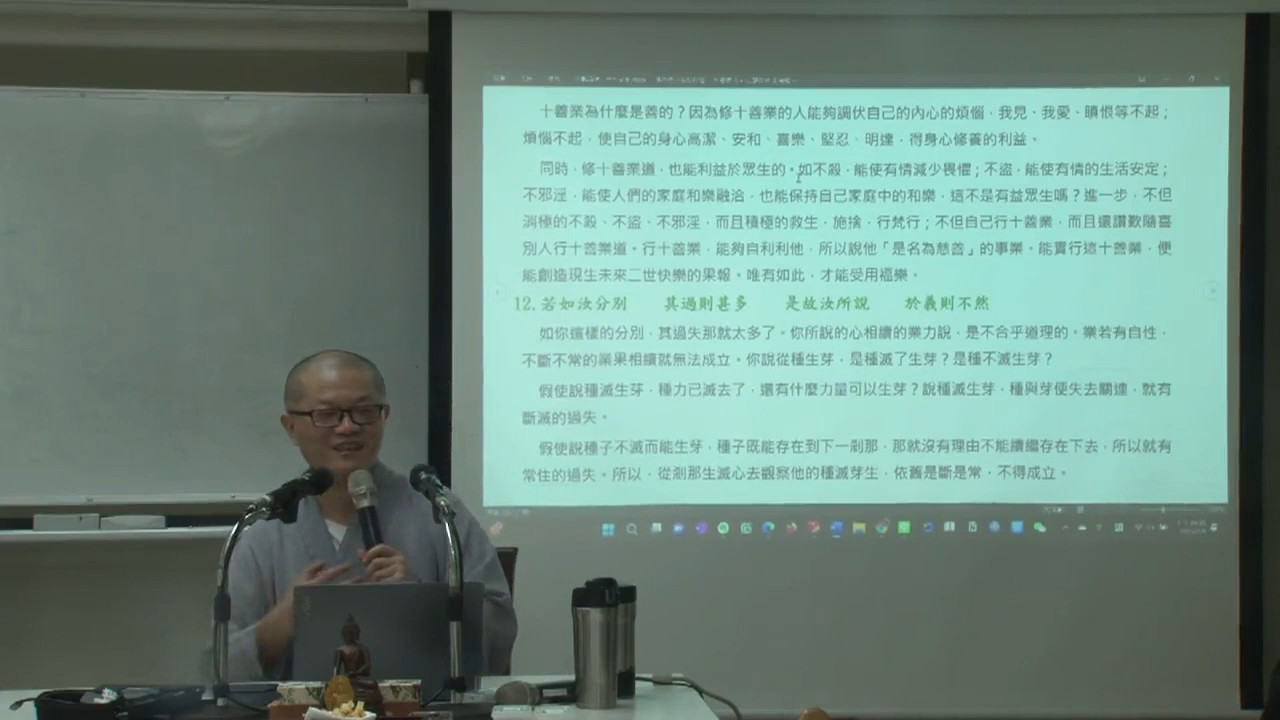 十善業為什麼是善的？因為修十善業的人能夠調伏自己的內心的煩惱，我見、我愛、瞋恨等不起；
煩惱不起，使自己的身心高潔、安和、喜樂、堅忍、明達，得身心修養的利益。
同時，修十善業道，也能利益於眾生的。如不殺，能使有情減少畏懼；不盜，能使有情的生活安定；
不邪淫，能使人們的家庭和樂融洽，也能保持自己家庭中的和樂，這不是有益眾生嗎？進一步，不但
消極的不殺、不盜、不邪淫，而且積極的救生，施捨，行梵行；不但自己行十善業，而且還讚歎隨喜
別人行十善業道。行十善業，能夠自利利他，所以說他「是名為慈善」的事業。能實行這十善業，便
能創造現生未來二世快樂的果報。唯有如此，才能受用福樂。
12. 若如汝分別　其過則甚多　是故汝所說　於義則不然
如你這樣的分別，其過失那就太多了。你所說的心相續的業力說，是不合乎道理的。業若有自性，
不斷不常的業果相續就無法成立。你說從種生芽，是種滅了生芽？是種不滅生芽？
假使說種滅生芽，種力已滅去了，還有什麼力量可以生芽？說種滅生芽，種與芽便失去關連，就有
斷滅的過失。
假使說種子不滅而能生芽，種子既能存在到下一剎那，那就沒有理由不能續繼存在下去，所以就有
常住的過失。所以，從剎那生滅心去觀察他的種滅芽生，依舊是斷是常，不得成立。